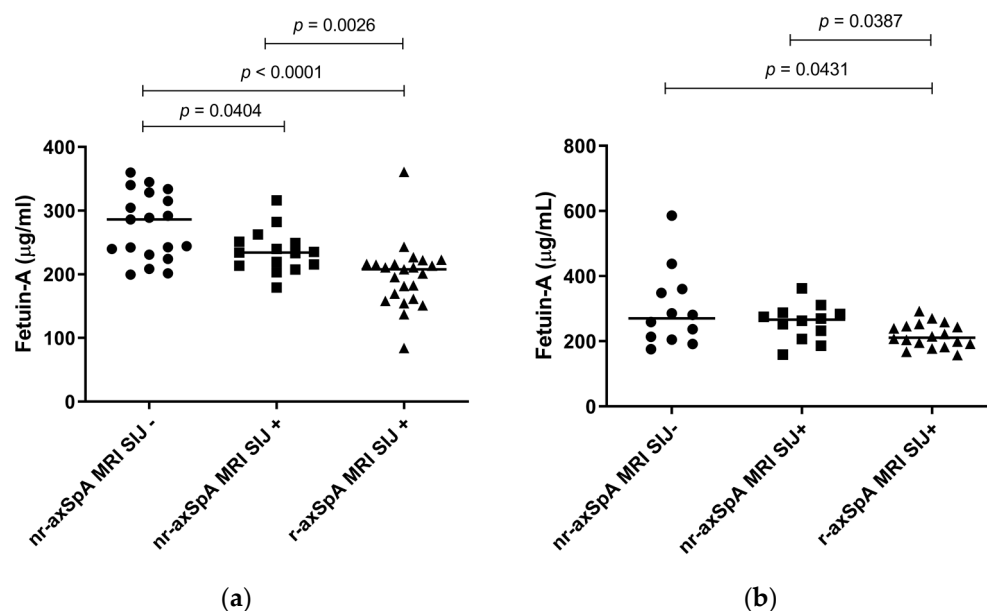 p = 0.0026
p < 0.0001
p = 0.0404
400
300
200
100
0
Fetuin-A (μg/ml)
nr-axSpA MRI SIJ -
nr-axSpA MRI SIJ +
r-axSpA MRI SIJ +
(a)
p = 0.0387
p = 0.0431
800
600
400
200
0
Fetuin-A (μg/mL)
nr-axSpA MRI SIJ-
nr-axSpA MRI SIJ+
r-axSpA MRI SIJ+
(b)